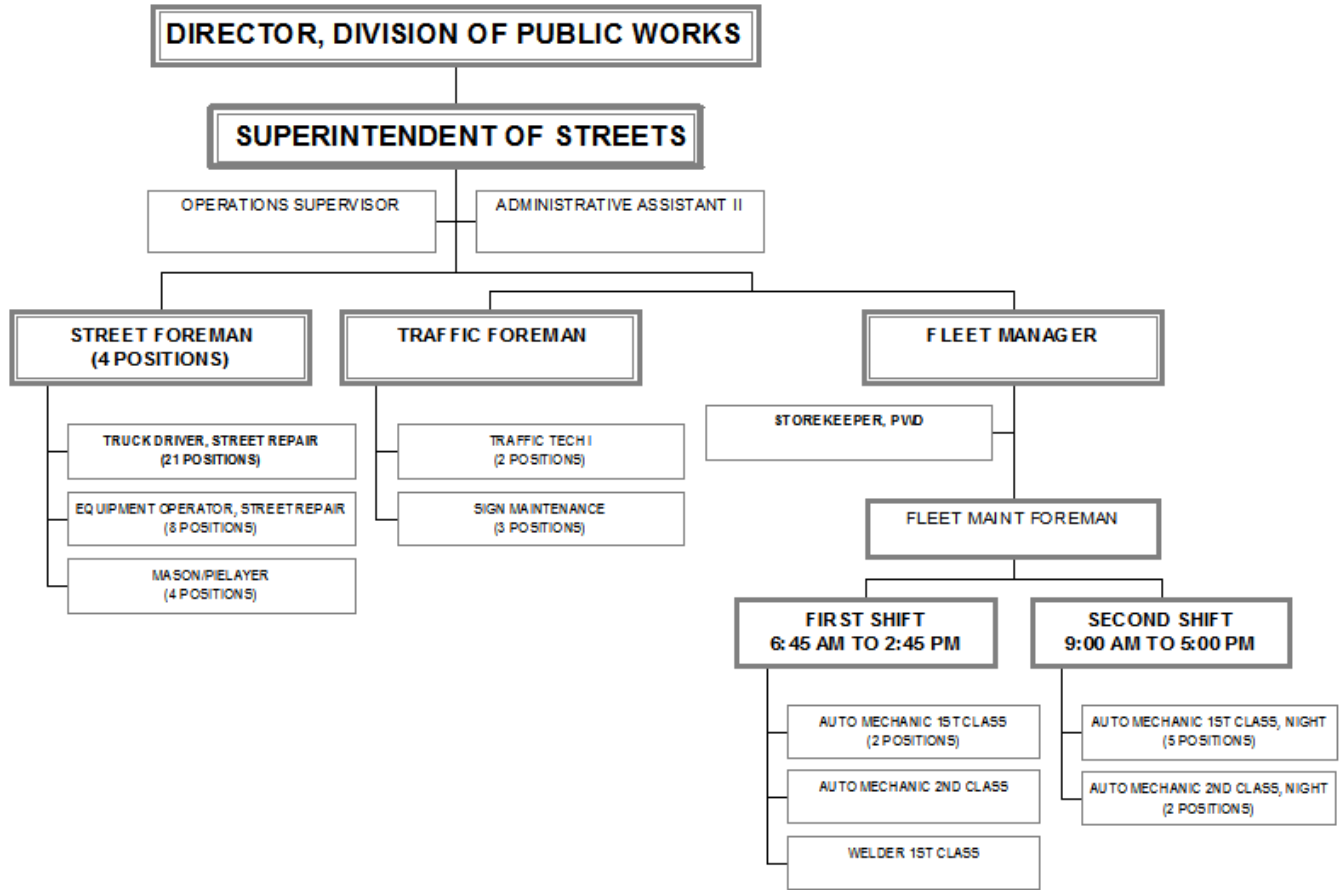 DIRECTOR, DIVISION OF PUBLIC WORKS
SUPERINTENDENT OF STREETS
OPERATIONS SUPERVISOR
ADMINISTRATIVE ASSISTANT II
STREET FOREMAN
(4 POSITIONS)
TRAFFIC FOREMAN
FLEET MANAGER
TRUCK DRIVER, STREET REPAIR
(21 POSITIONS)
EQUIPMENT OPERATOR, STREET REPAIR
(8 POSITIONS)
MASON/PIELAYER
(4 POSITIONS)
TRAFFIC TECH I
(2 POSITIONS)
SIGN MAINTENANCE
(3 POSITIONS)
STOREKEEPER, PWD
FLEET MAINT FOREMAN
FIRST SHIFT
6:45 AM TO 2:45 PM
SECOND SHIFT
9:00 AM TO 5:00 PM
AUTO MECHANIC 1ST CLASS
(2 POSITIONS)
AUTO MECHANIC 2ND CLASS
WELDER 1ST CLASS
AUTO MECHANIC 1ST CLASS, NIGHT
(5 POSITIONS)
AUTO MECHANIC 2ND CLASS, NIGHT
(2 POSITIONS)